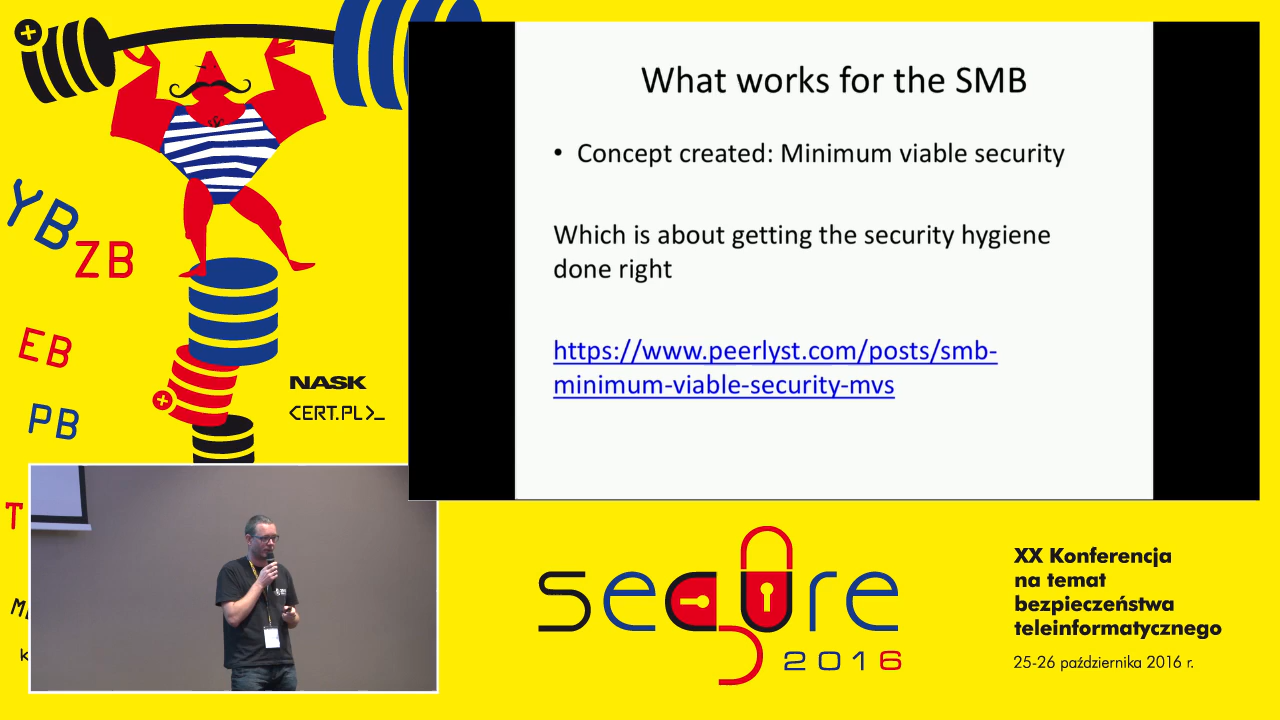 What works for the SMB
• Concept created: Minimum viable security
Which is about getting the security hygiene
done right
https://www.peerlyst.com/posts/smb-
minimum-viable-security-mvs
YB
ZB
EB
PB
T
NASK
<CERT.PL>_
secure
2016
XX Konferencja
na temat
bezpieczeństwa
teleinformatycznego
25-26 października 2016 r.